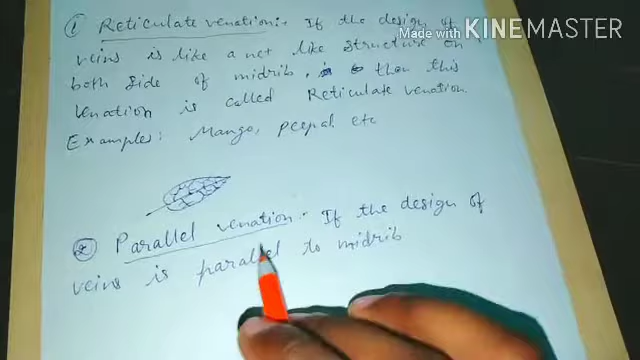 Made with KINEMASTER
① Reticulate venation :- If the design of
veins is like a net like structure on
both side of midrib, then this
venation is called Reticulate venation
Examples: Mango, peepal etc
② Parallel venation :- If the design of
veins is parallel to midrib